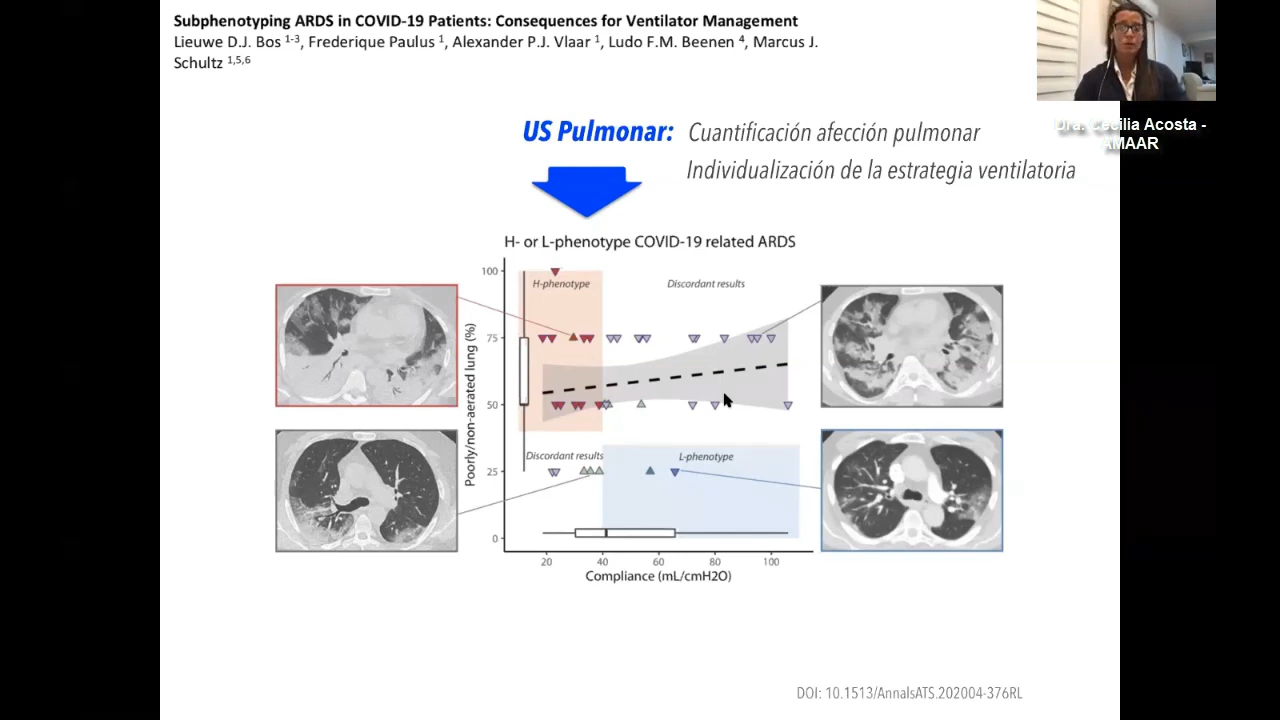 Subphenotyping ARDS in COVID-19 Patients: Consequences for Ventilator Management
Lieuwe D.J. Bos 1-3, Frederique Paulus 1, Alexander P.J. Vlaar 1, Ludo F.M. Beenen 4, Marcus J.
Schultz 1,5,6
Dra. Cecilia Acosta -
AMAAR
US Pulmonar: Cuantificación afección pulmonar
Individualización de la estrategia ventilatoria
H- or L-phenotype COVID-19 related ARDS
Poorly/non-aerated lung (%)
100
75
50
25
0
H-phenotype
Discordant results
Discordant results
L-phenotype
20
40
60
80
100
Compliance (mL/cmH2O)
DOI: 10.1513/AnnalsATS.202004-376RL